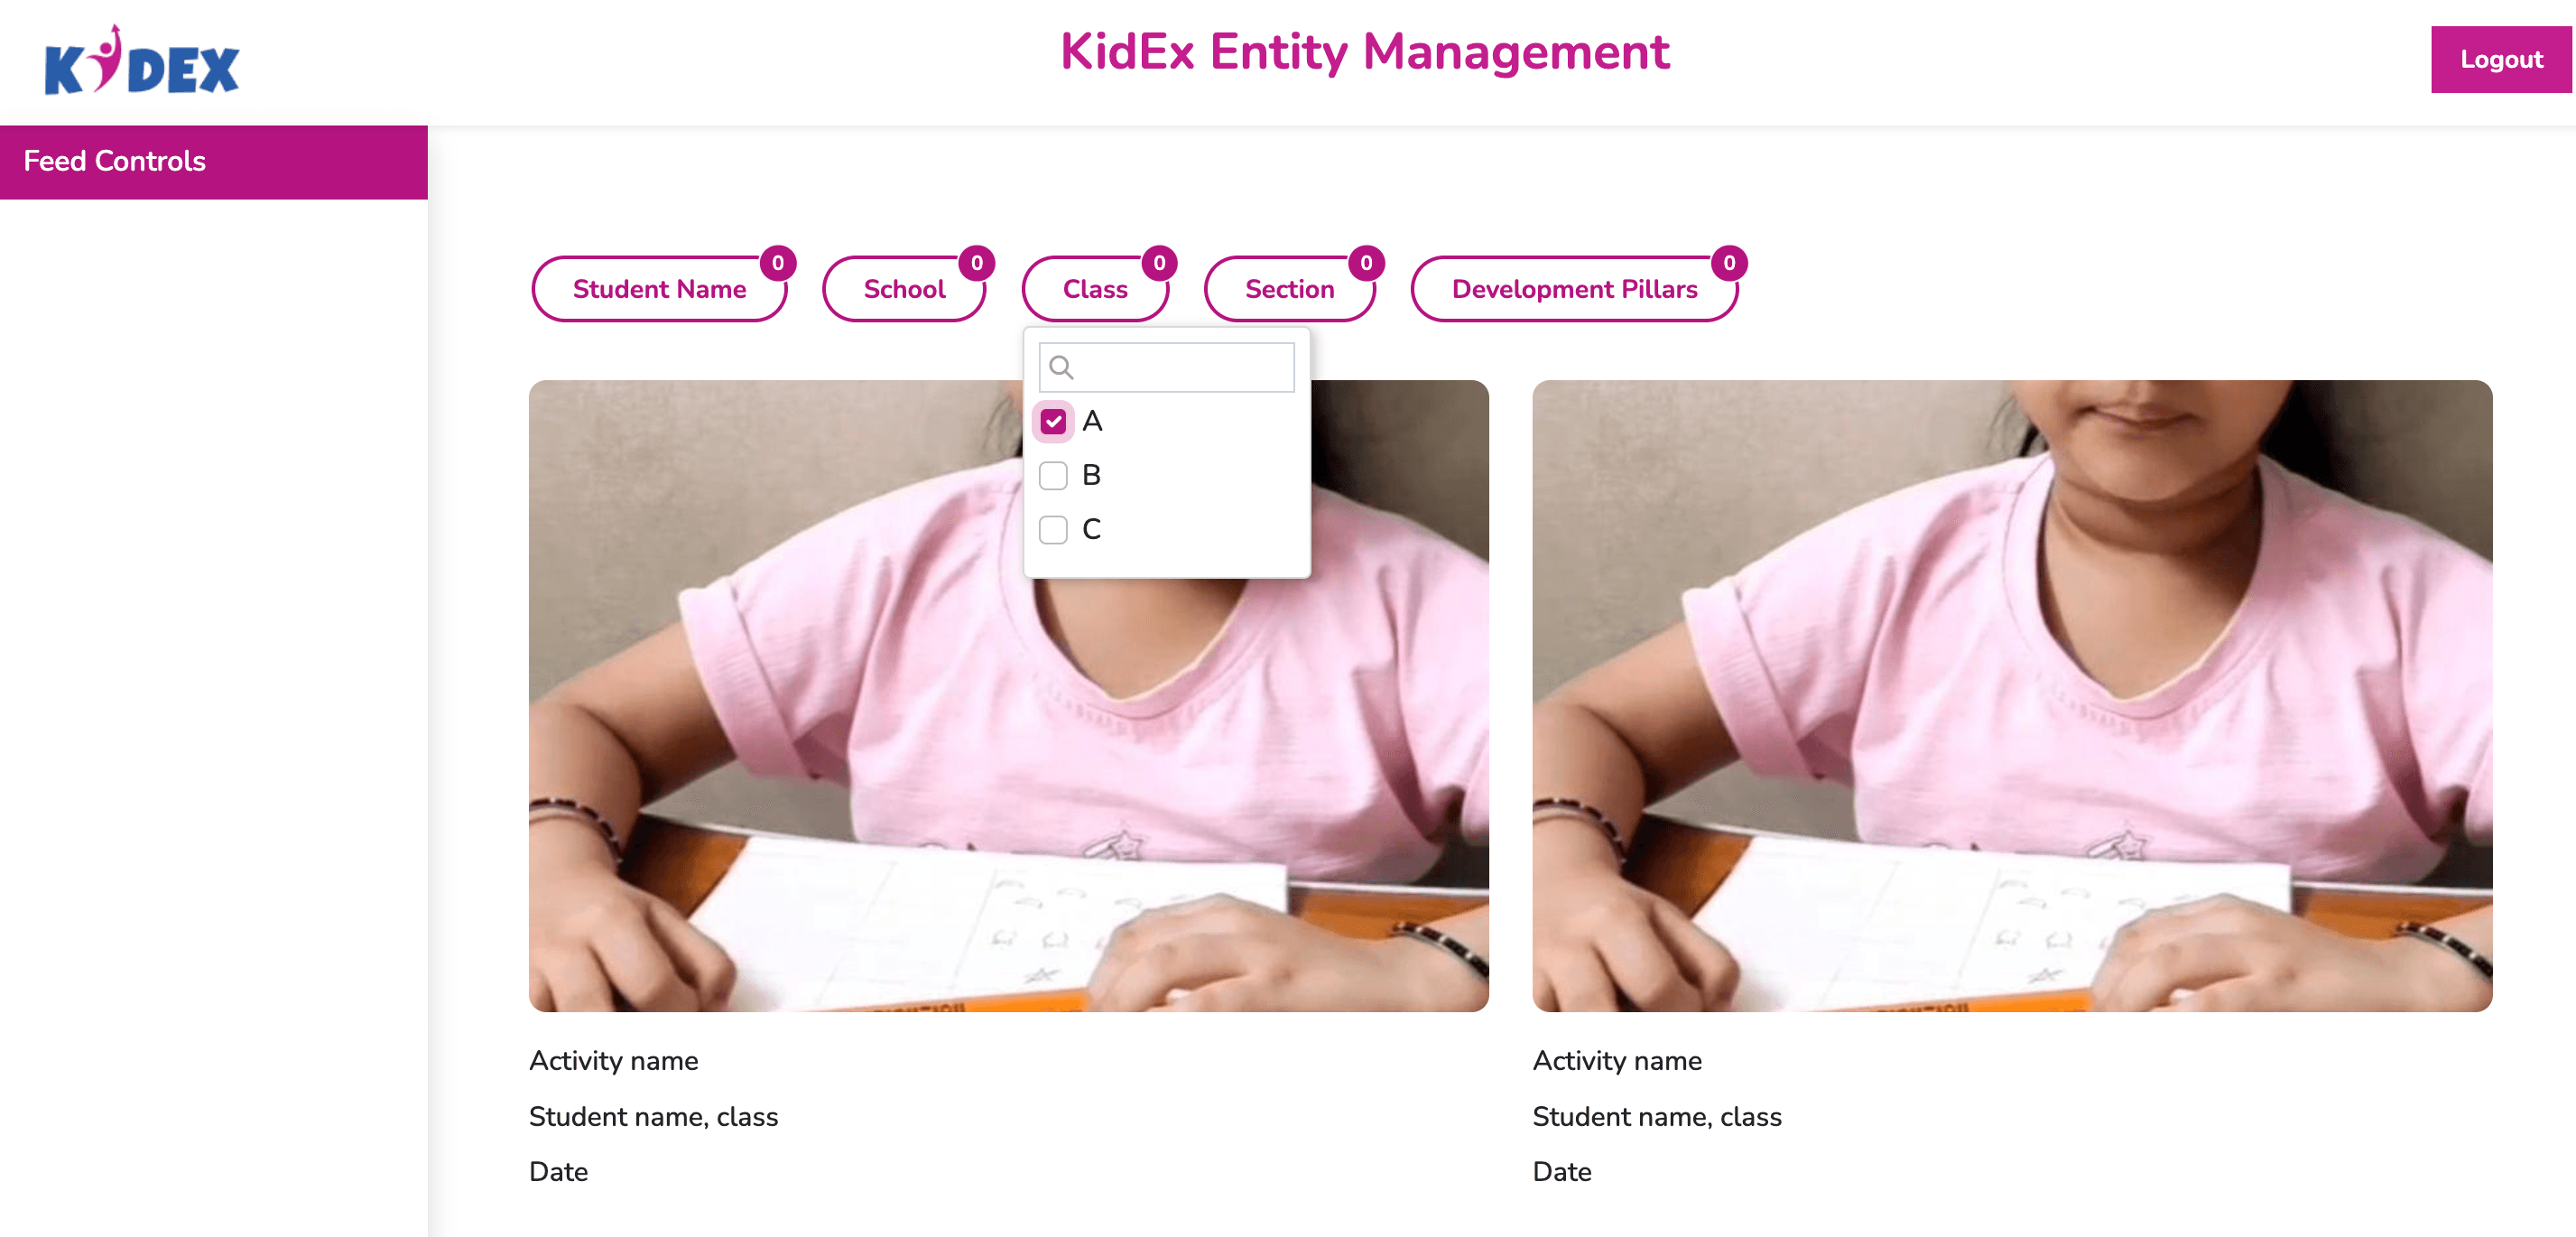 KIDEX
KidEx Entity Management
Logout
Feed Controls
Student Name 0
School 0
Class 0
Section 0
Development Pillars 0
A
B
C
Activity name
Student name, class
Date
Activity name
Student name, class
Date